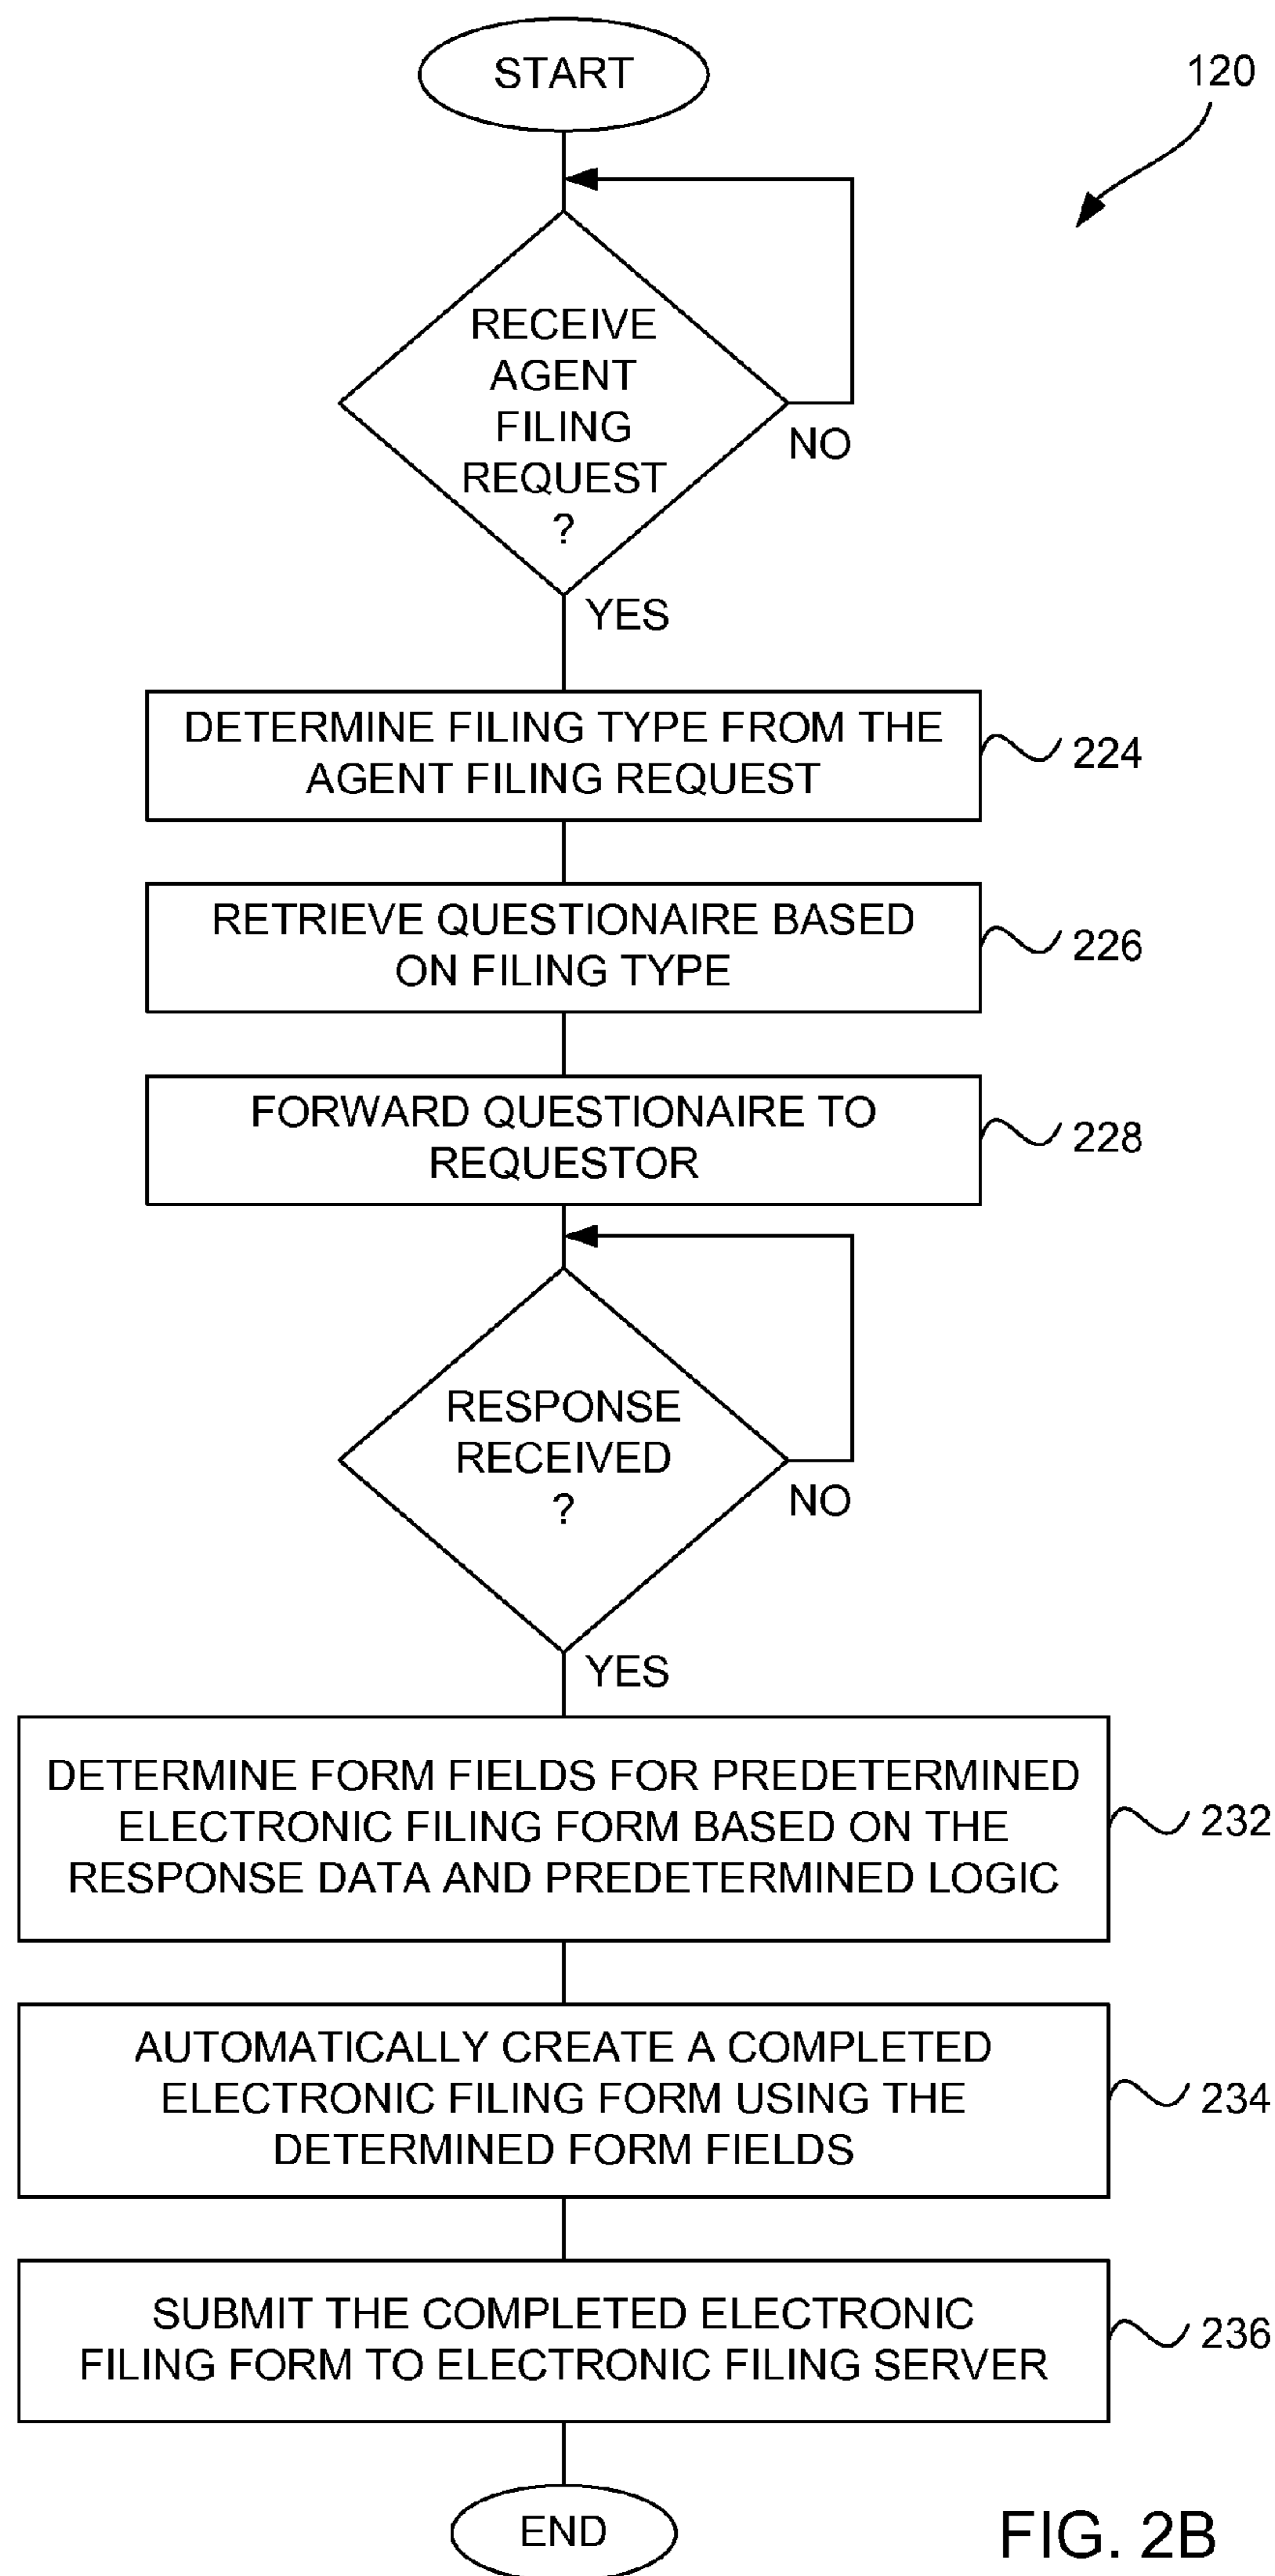 START
120
RECEIVE
AGENT
FILING
REQUEST
?
NO
YES
DETERMINE FILING TYPE FROM THE
AGENT FILING REQUEST
224
RETRIEVE QUESTIONAIRE BASED
ON FILING TYPE
226
FORWARD QUESTIONAIRE TO
REQUESTOR
228
RESPONSE
RECEIVED
?
NO
YES
DETERMINE FORM FIELDS FOR PREDETERMINED
ELECTRONIC FILING FORM BASED ON THE
RESPONSE DATA AND PREDETERMINED LOGIC
232
AUTOMATICALLY CREATE A COMPLETED
ELECTRONIC FILING FORM USING THE
DETERMINED FORM FIELDS
234
SUBMIT THE COMPLETED ELECTRONIC
FILING FORM TO ELECTRONIC FILING SERVER
236
END
FIG. 2B